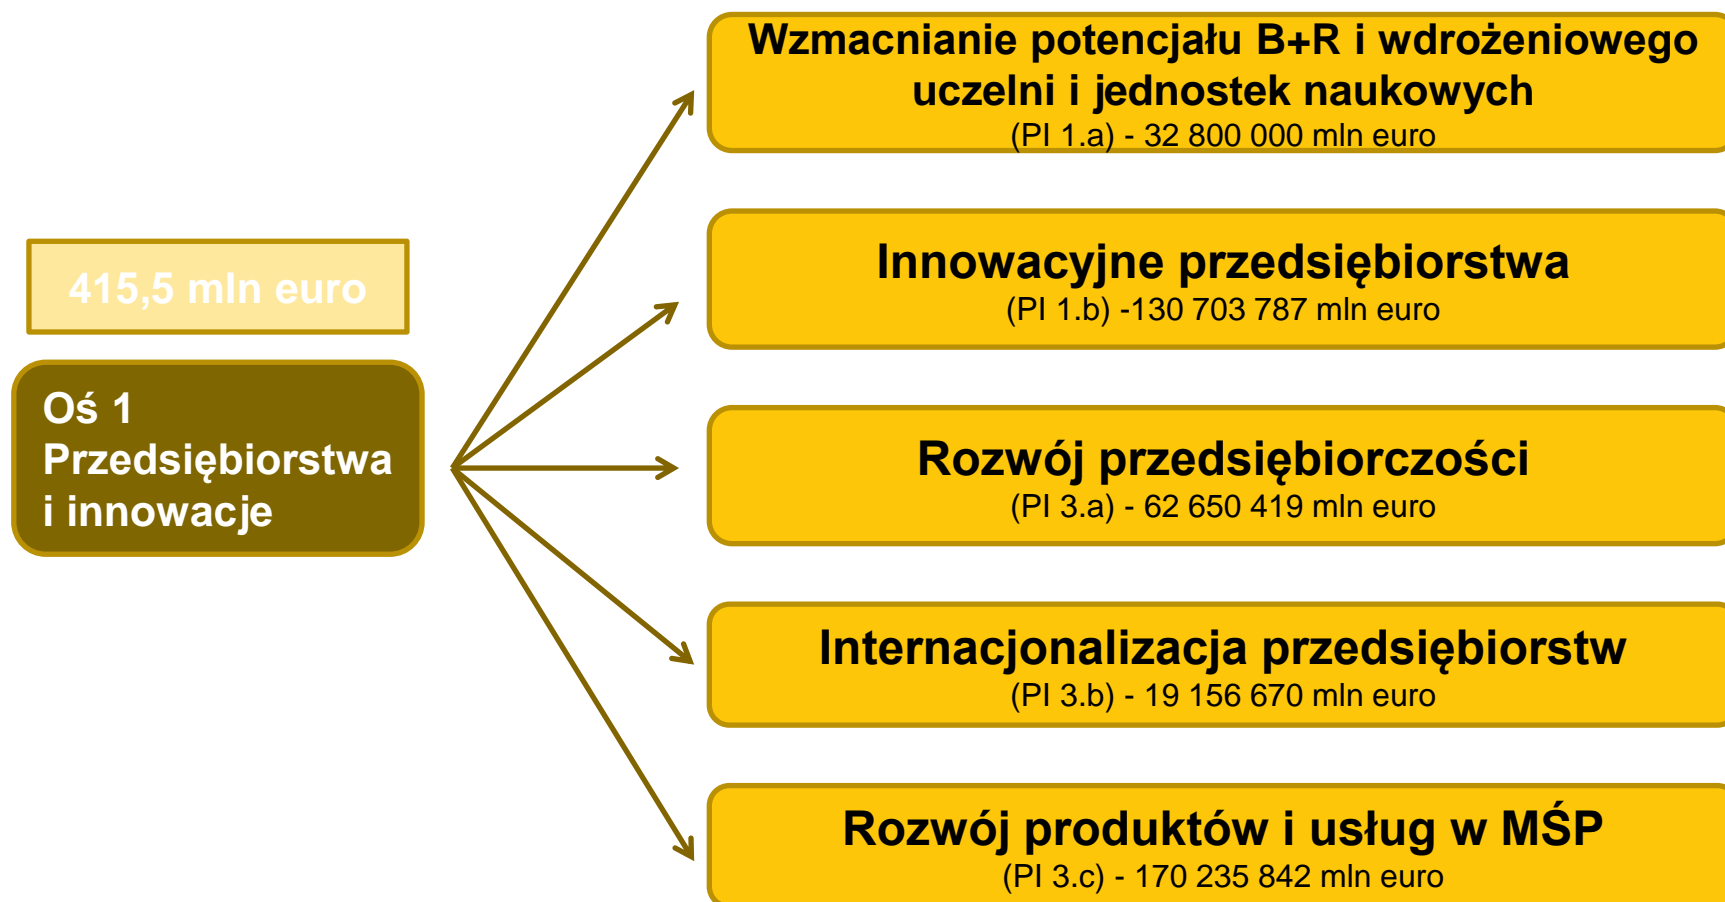 415,5 mln euro
Oś 1
Przedsiębiorstwa
i innowacje
Wzmacnianie potencjału B+R i wdrożeniowego
uczelni i jednostek naukowych
(PI 1.a) - 32 800 000 mln euro
Innowacyjne przedsiębiorstwa
(PI 1.b) -130 703 787 mln euro
Rozwój przedsiębiorczości
(PI 3.a) - 62 650 419 mln euro
Internacjonalizacja przedsiębiorstw
(PI 3.b) - 19 156 670 mln euro
Rozwój produktów i usług w MŚP
(PI 3.c) - 170 235 842 mln euro